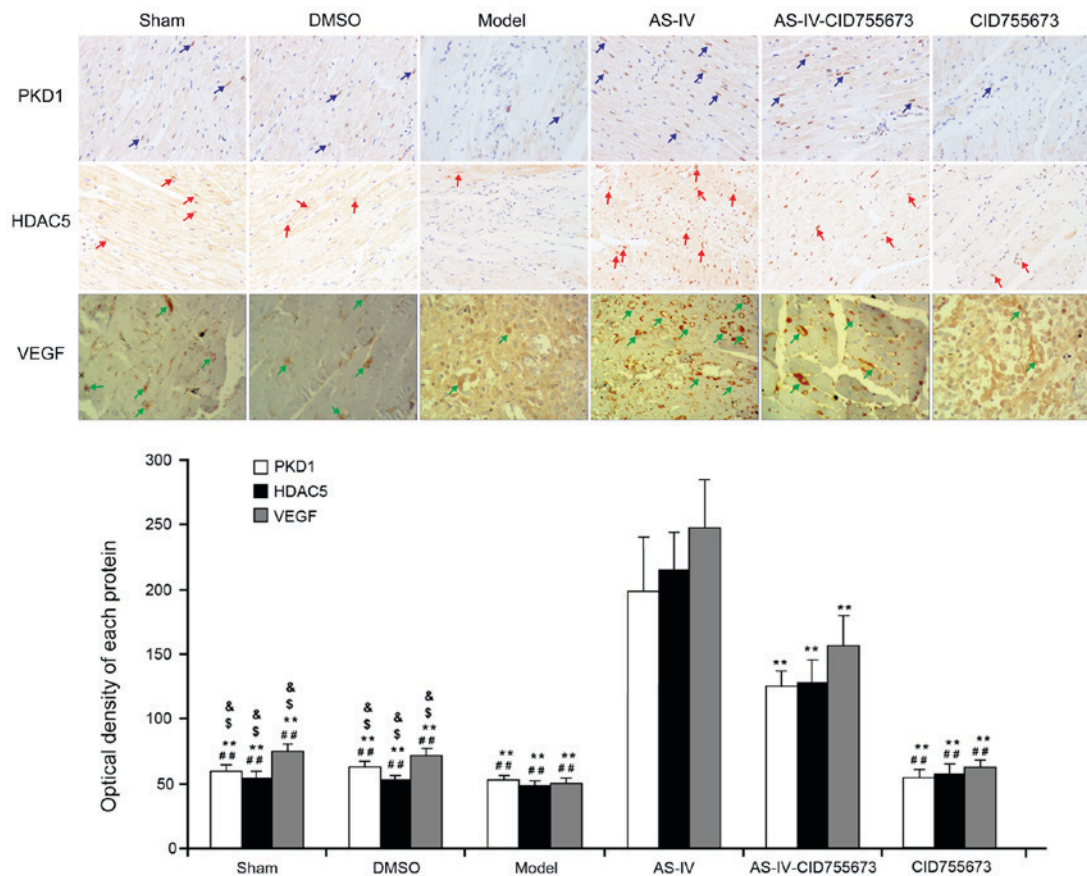 Sham DMSO Model AS-IV AS-IV-CID755673 CID755673
PKD1
HDAC5
VEGF
300
250
200
150
100
50
0
Optical density of each protein
PKD1
HDAC5
VEGF
& & &
$ $ $
** ** **
## ## ##
& & &
$ $ $
** ** **
## ## ##
** ** **
## ## ##
** ** **
** ** **
## ## ##
Sham DMSO Model AS-IV AS-IV-CID755673 CID755673